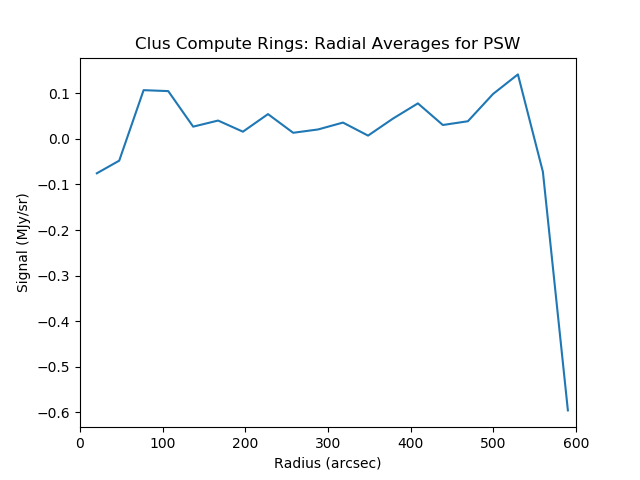 Clus Compute Rings: Radial Averages for PSW
0.1
0.0
−0.1
−0.2
−0.3
−0.4
−0.5
−0.6
Signal (MJy/sr)
0 100 200 300 400 500 600
Radius (arcsec)